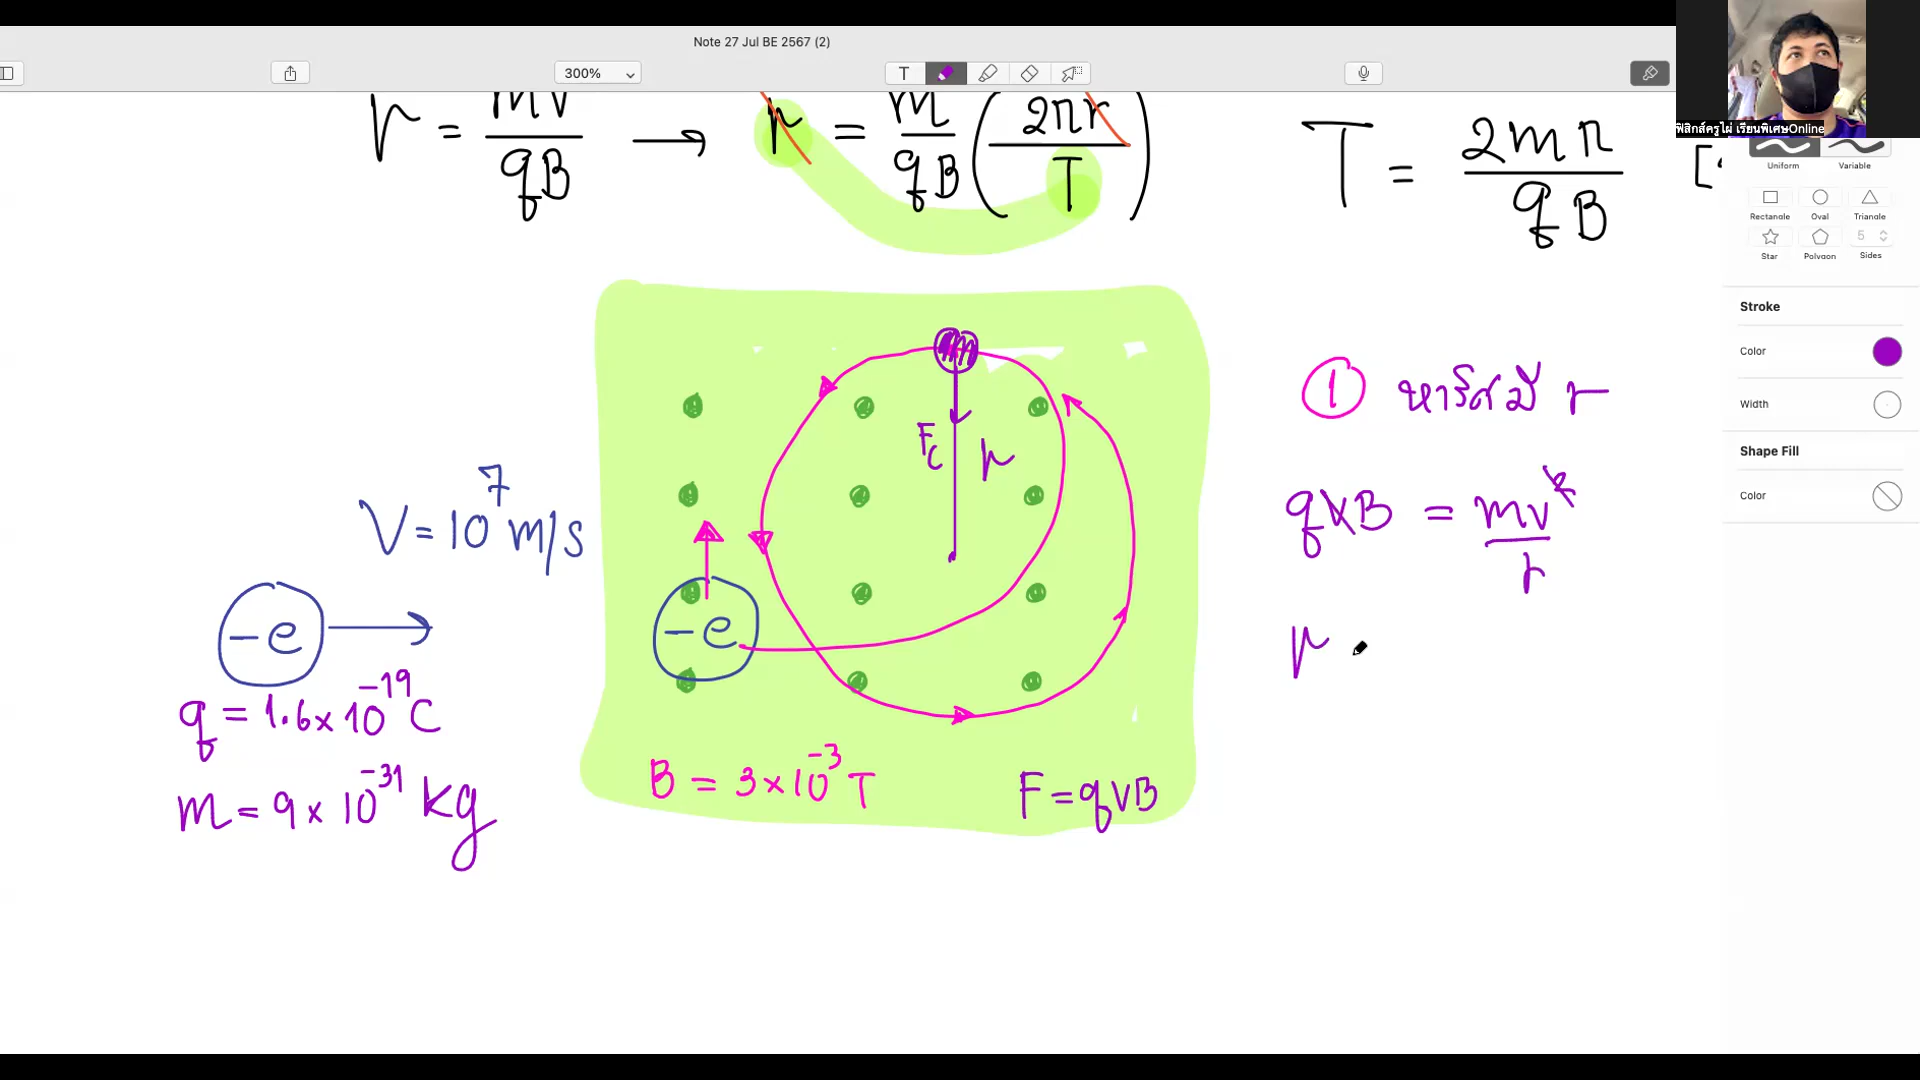 Note 27 Jul BE 2567 (2)
300%
T
ฟิสิกส์ครูไผ่ เรียนพิเศษOnline
Uniform Variable
Rectangle Oval Triangle
5
Star Polygon Sides
Stroke
Color
Width
Shape Fill
Color
r = mv/qB → r = m/qB (2πr/T)
T = 2mπ/qB
① หารัศมี r
qvB = mv²/r
r
V = 10⁷ m/s
-e
q = 1.6 × 10⁻¹⁹ C
m = 9 × 10⁻³¹ kg
m
Fc r
-e
B = 3 × 10⁻³ T
F = qvB